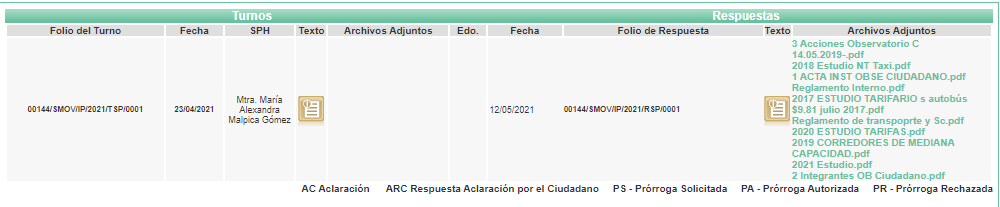 Turnos
Respuestas
Folio del Turno Fecha SPH Texto Archivos Adjuntos Edo. Fecha Folio de Respuesta Texto Archivos Adjuntos
00144/SMOV/IP/2021/TSP/0001 23/04/2021
Mtra. María
Alexandra
Malpica Gómez
12/05/2021 00144/SMOV/IP/2021/RSP/0001
3 Acciones Observatorio C
14.05.2019-.pdf
2018 Estudio NT Taxi.pdf
1 ACTA INST OBSE CIUDADANO.pdf
Reglamento Interno.pdf
2017 ESTUDIO TARIFARIO s autobús
$9.81 julio 2017.pdf
Reglamento de transpoprte y Sc.pdf
2020 ESTUDIO TARIFAS.pdf
2019 CORREDORES DE MEDIANA
CAPACIDAD.pdf
2021 Estudio.pdf
2 Integrantes OB Ciudadano.pdf
AC Aclaración ARC Respuesta Aclaración por el Ciudadano PS - Prórroga Solicitada PA - Prórroga Autorizada PR - Prórroga Rechazada